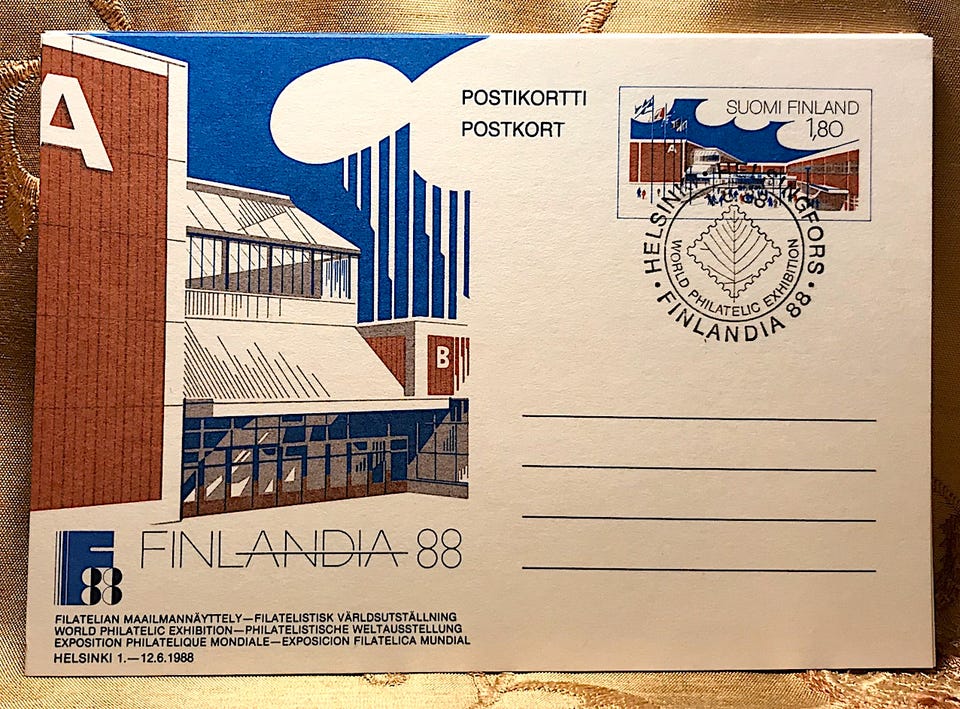 A
B
POSTIKORTTI
POSTKORT
SUOMI FINLAND
1,80
HELSINKI • HELSINGFORS
WORLD PHILATELIC EXHIBITION
• FINLANDIA 88 •
F
88
FINLANDIA 88
FILATELIAN MAAILMANNÄYTTELY—FILATELISTISK VÄRLDSUTSTÄLLNING
WORLD PHILATELIC EXHIBITION—PHILATELISTISCHE WELTAUSSTELLUNG
EXPOSITION PHILATELIQUE MONDIALE—EXPOSICION FILATELICA MUNDIAL
HELSINKI 1.—12.6.1988